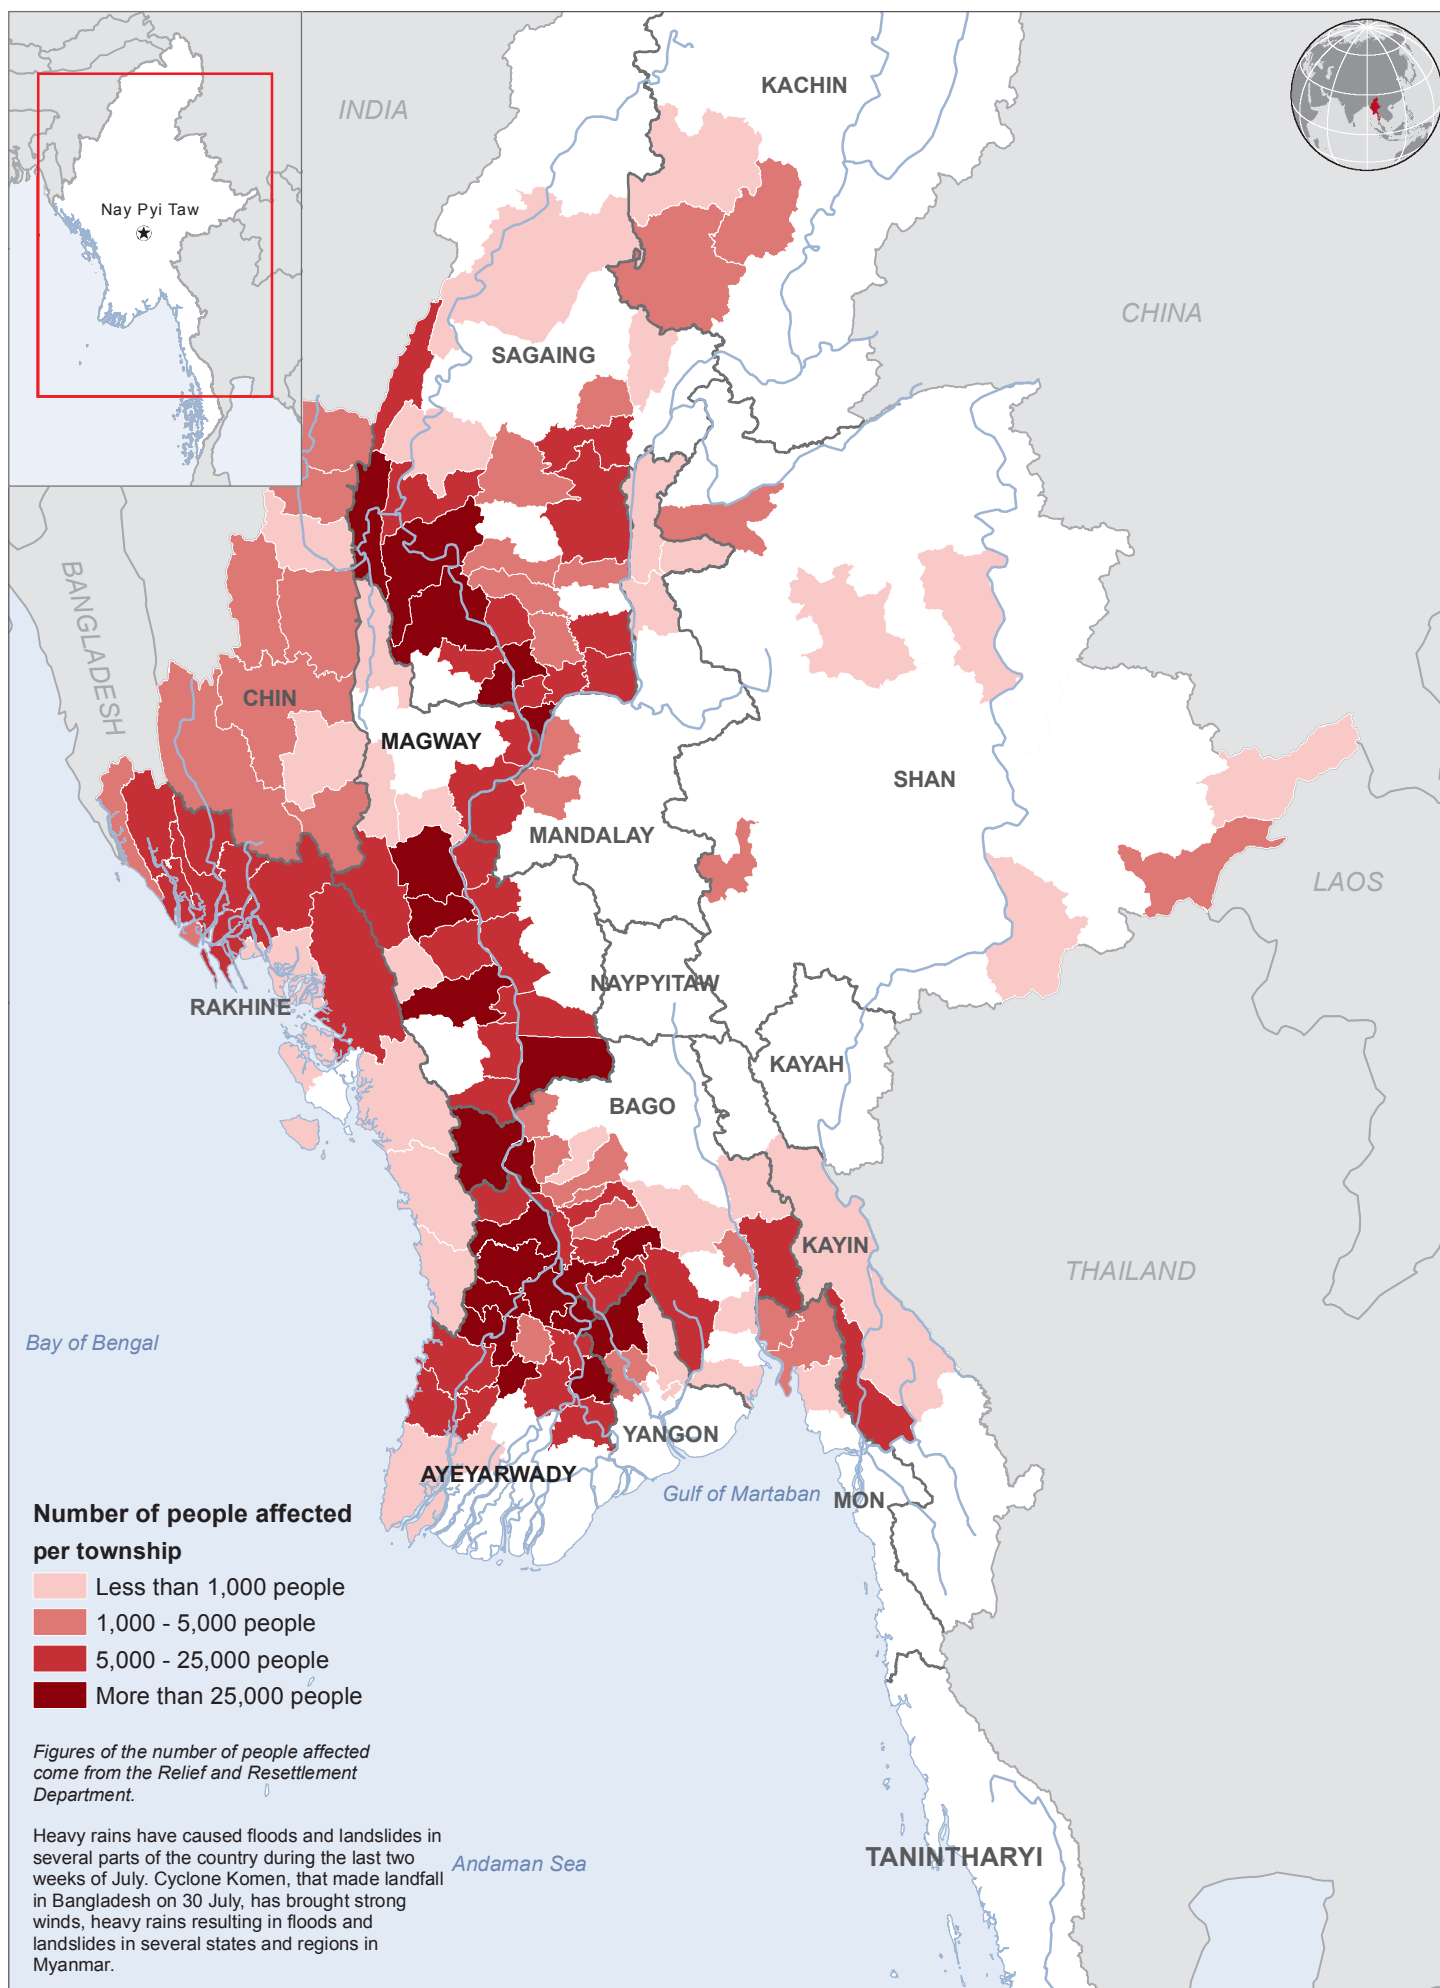 KACHIN
INDIA
Nay Pyi Taw
CHINA
SAGAING
BANGLADESH
CHIN
MAGWAY
SHAN
MANDALAY
LAOS
NAYPYITAW
RAKHINE
KAYAH
BAGO
KAYIN
THAILAND
Bay of Bengal
YANGON
AYEYARWADY
Gulf of Martaban
MON
Number of people affected
per township
Less than 1,000 people
1,000 - 5,000 people
5,000 - 25,000 people
More than 25,000 people
Figures of the number of people affected
come from the Relief and Resettlement
Department.
Heavy rains have caused floods and landslides in
several parts of the country during the last two
weeks of July. Cyclone Komen, that made landfall
in Bangladesh on 30 July, has brought strong
winds, heavy rains resulting in floods and
landslides in several states and regions in
Myanmar.
Andaman Sea
TANINTHARYI